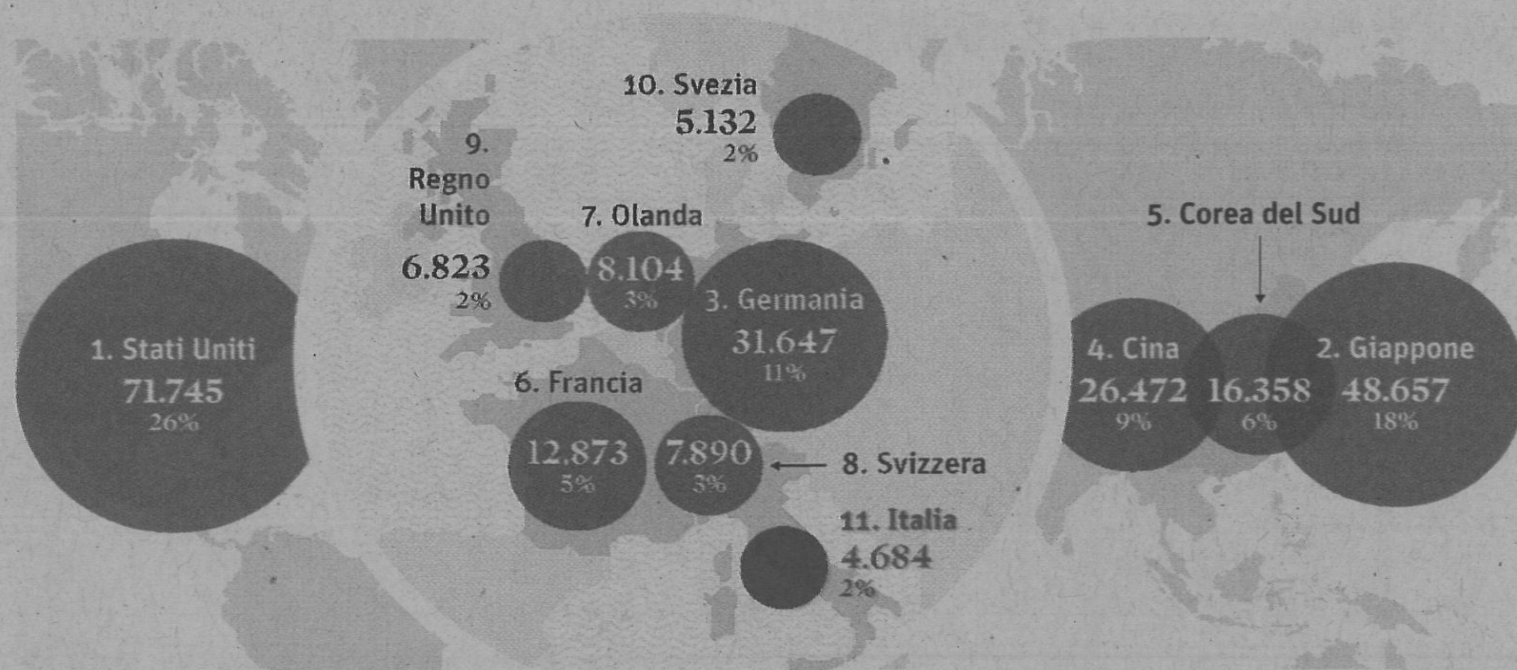 10. Svezia
5.132
2%
9.
Regno
Unito
6.823
2%
7. Olanda
8.104
3%
5. Corea del Sud
16.358
6%
1. Stati Uniti
71.745
26%
3. Germania
31.647
11%
4. Cina
26.472
9%
2. Giappone
48.657
18%
6. Francia
12.873
5%
7.890
3%
8. Svizzera
11. Italia
4.684
2%